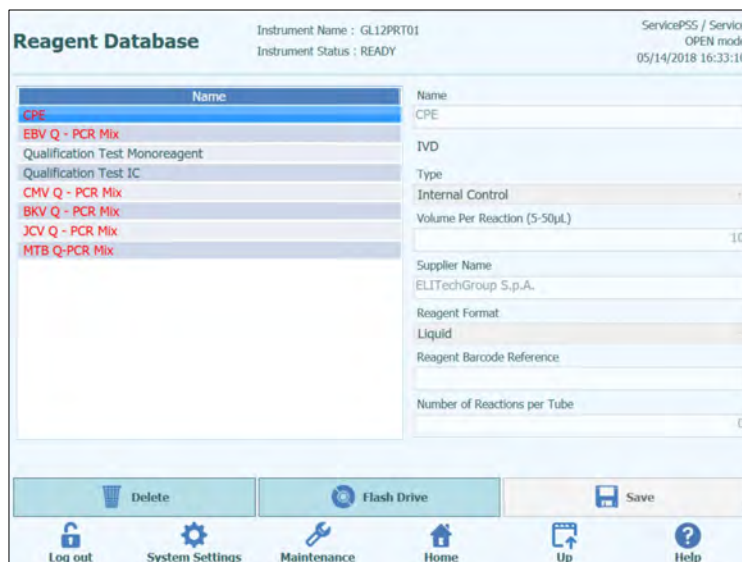 Reagent Database
Instrument Name : GL12PRT01
Instrument Status : READY
ServicePSS / Service
OPEN mode
05/14/2018 16:33:16
Name
CPE
EBV Q - PCR Mix
Qualification Test Monoreagent
Qualification Test IC
CMV Q - PCR Mix
BKV Q - PCR Mix
JCV Q - PCR Mix
MTB Q-PCR Mix
Name
CPE
IVD
Type
Internal Control
Volume Per Reaction (5-50µL)
10
Supplier Name
ELITechGroup S.p.A.
Reagent Format
Liquid
Reagent Barcode Reference
Number of Reactions per Tube
0
Delete
Flash Drive
Save
Log out
System Settings
Maintenance
Home
Up
Help